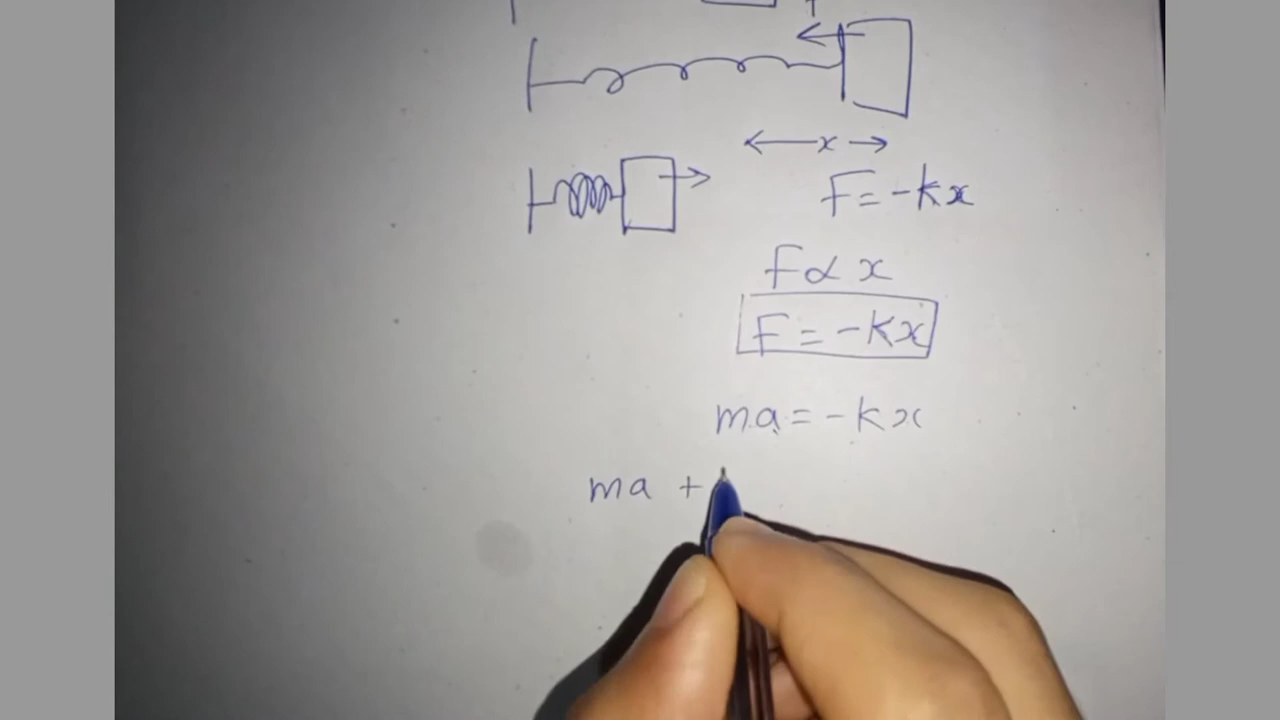 x
F = -kx
F ∝ x
F = -kx
ma = -kx
ma +